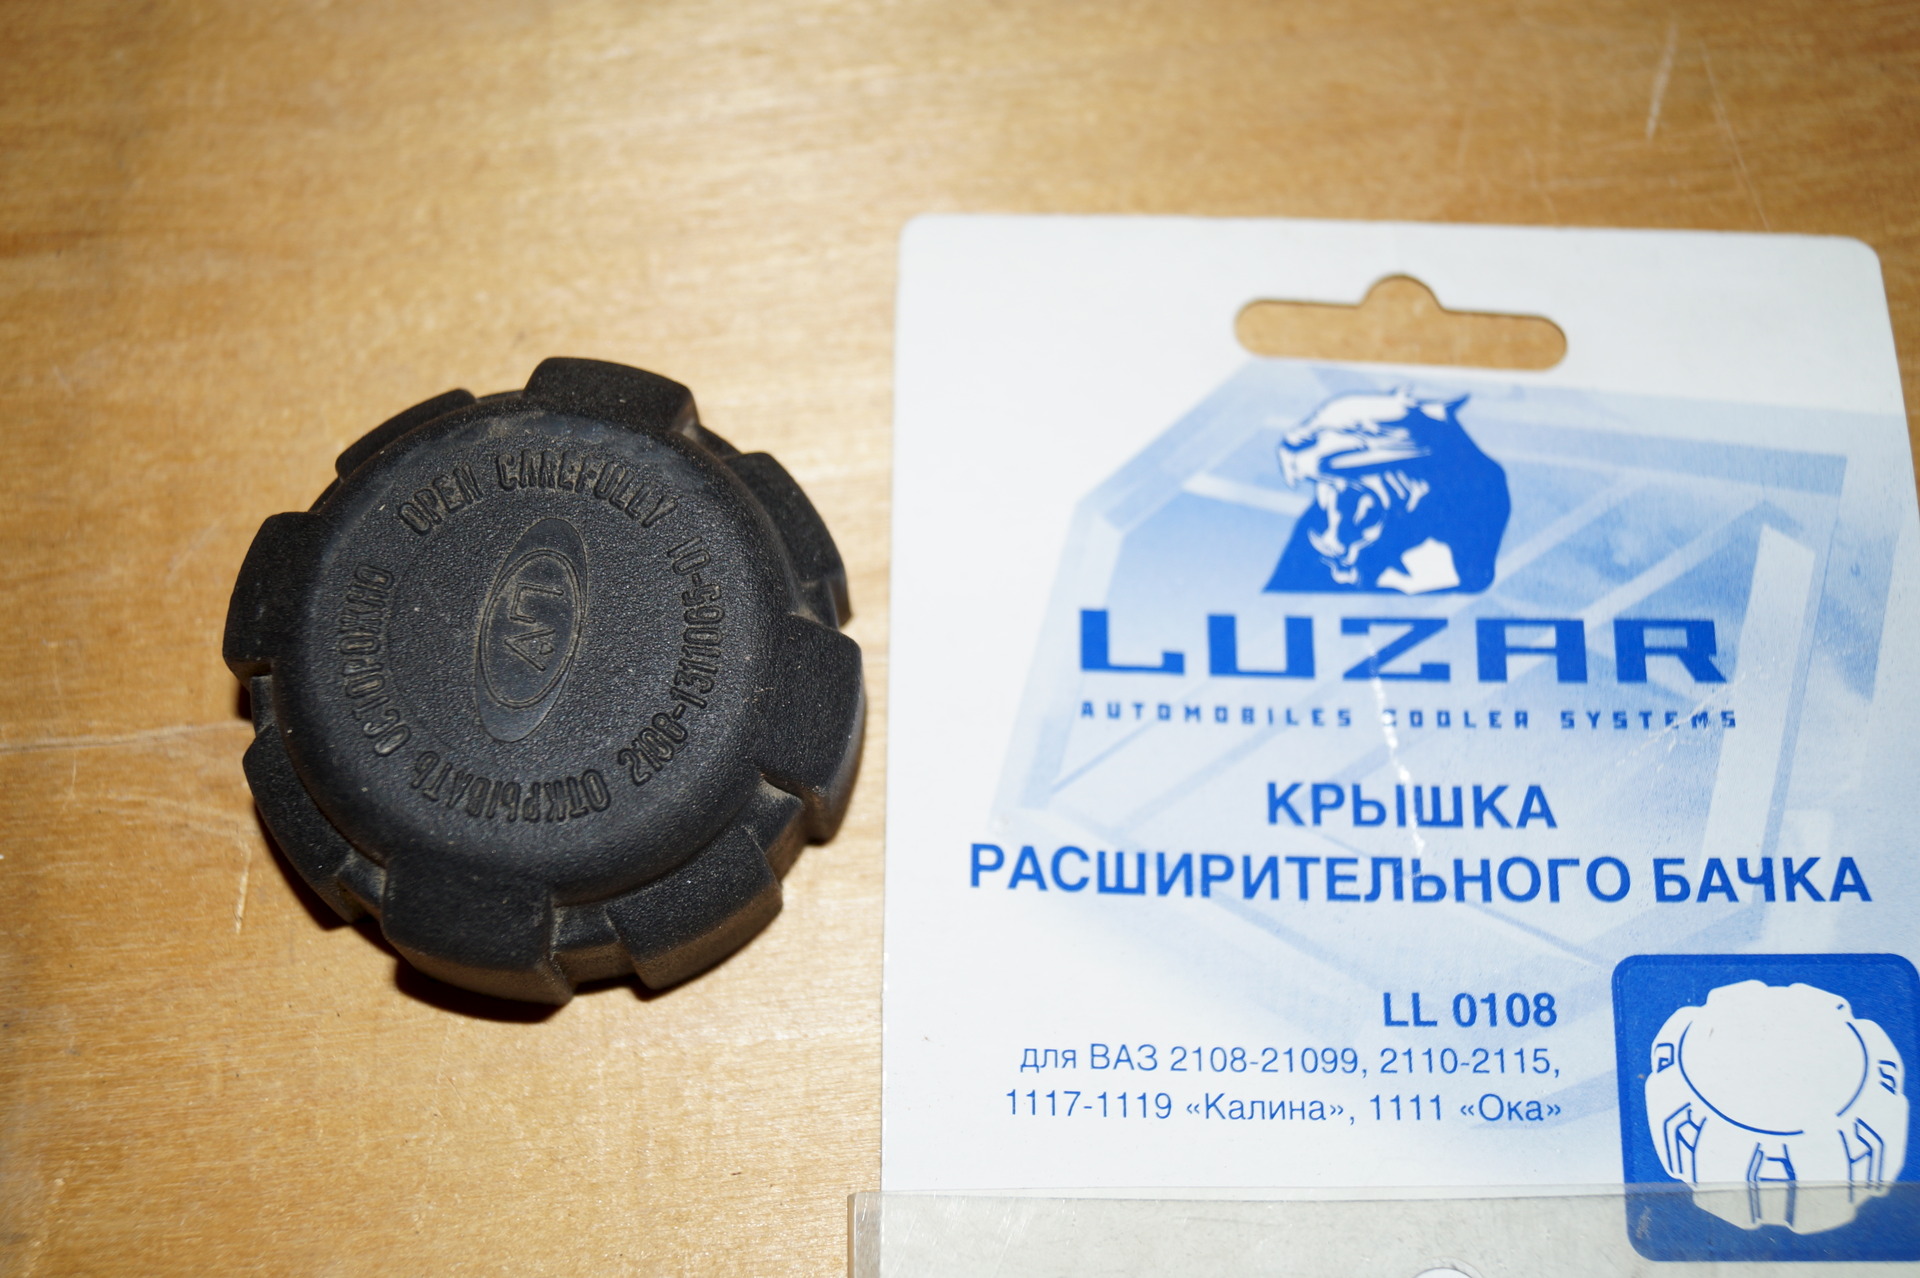 OPEN CAREFULLY
2108-1311065-01
ОТКРЫВАТЬ ОСТОРОЖНО
LUZAR
AUTOMOBILES COOLER SYSTEMS
КРЫШКА
РАСШИРИТЕЛЬНОГО БАЧКА
LL 0108
для ВАЗ 2108-21099, 2110-2115,
1117-1119 «Калина», 1111 «Ока»